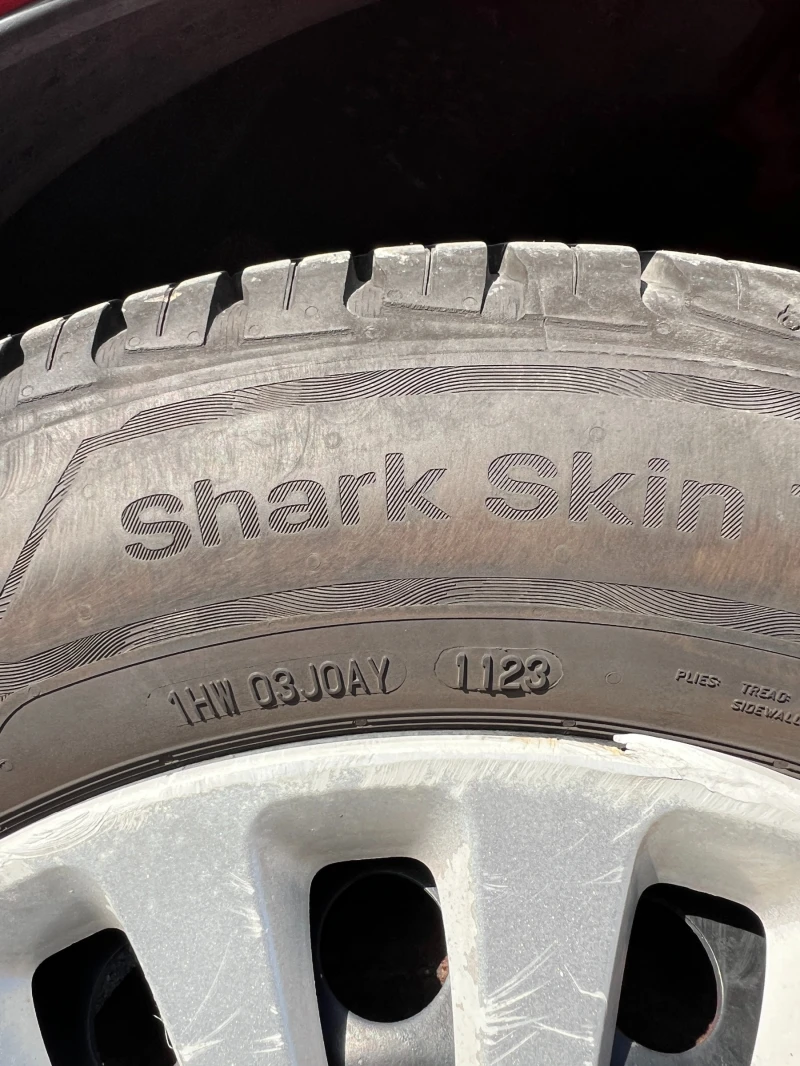 Shark Skin
1HW 03J0AY 1123
PLIES: TREAD
SIDEWALL